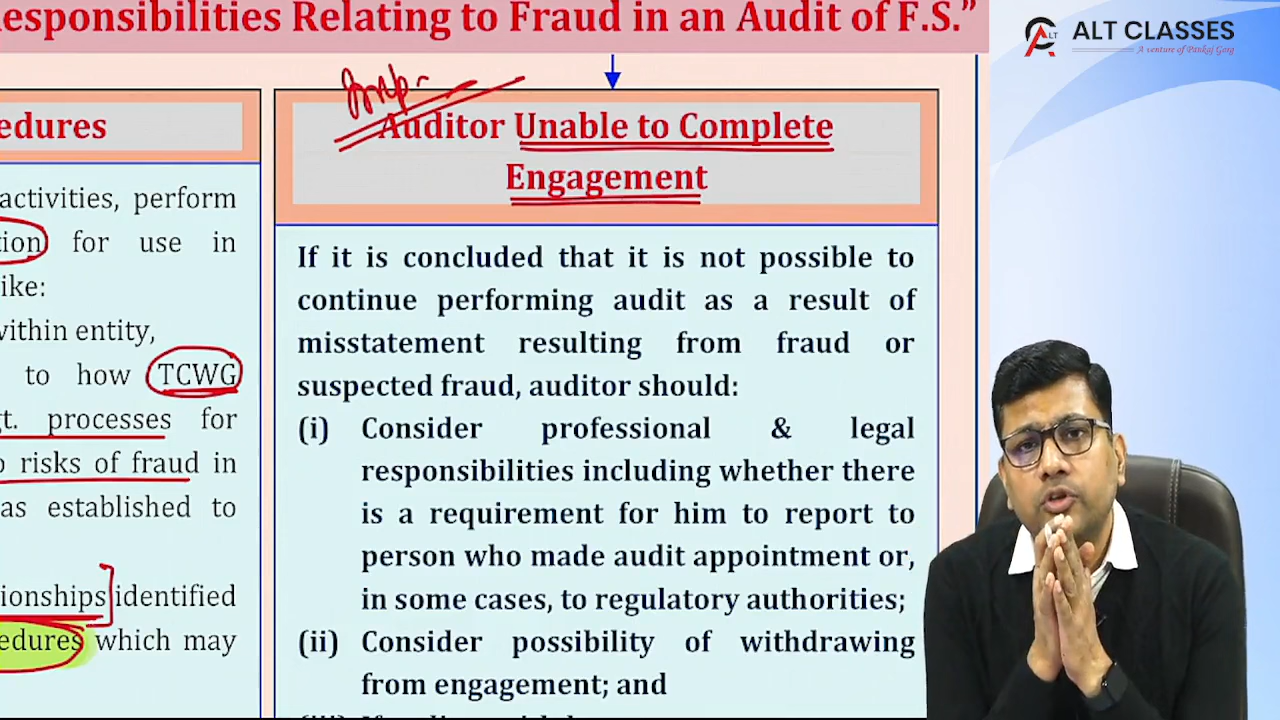 esponsibilities Relating to Fraud in an Audit of F.S.”
ALT CLASSES
A venture of Pankaj Garg
ALT
Imp.
edures
activities, perform
tion for use in
ike:
within entity,
to how TCWG
gt. processes for
o risks of fraud in
as established to
ionships identified
edures which may
Auditor Unable to Complete
Engagement
If it is concluded that it is not possible to
continue performing audit as a result of
misstatement resulting from fraud or
suspected fraud, auditor should:
(i) Consider professional & legal
responsibilities including whether there
is a requirement for him to report to
person who made audit appointment or,
in some cases, to regulatory authorities;
(ii) Consider possibility of withdrawing
from engagement; and